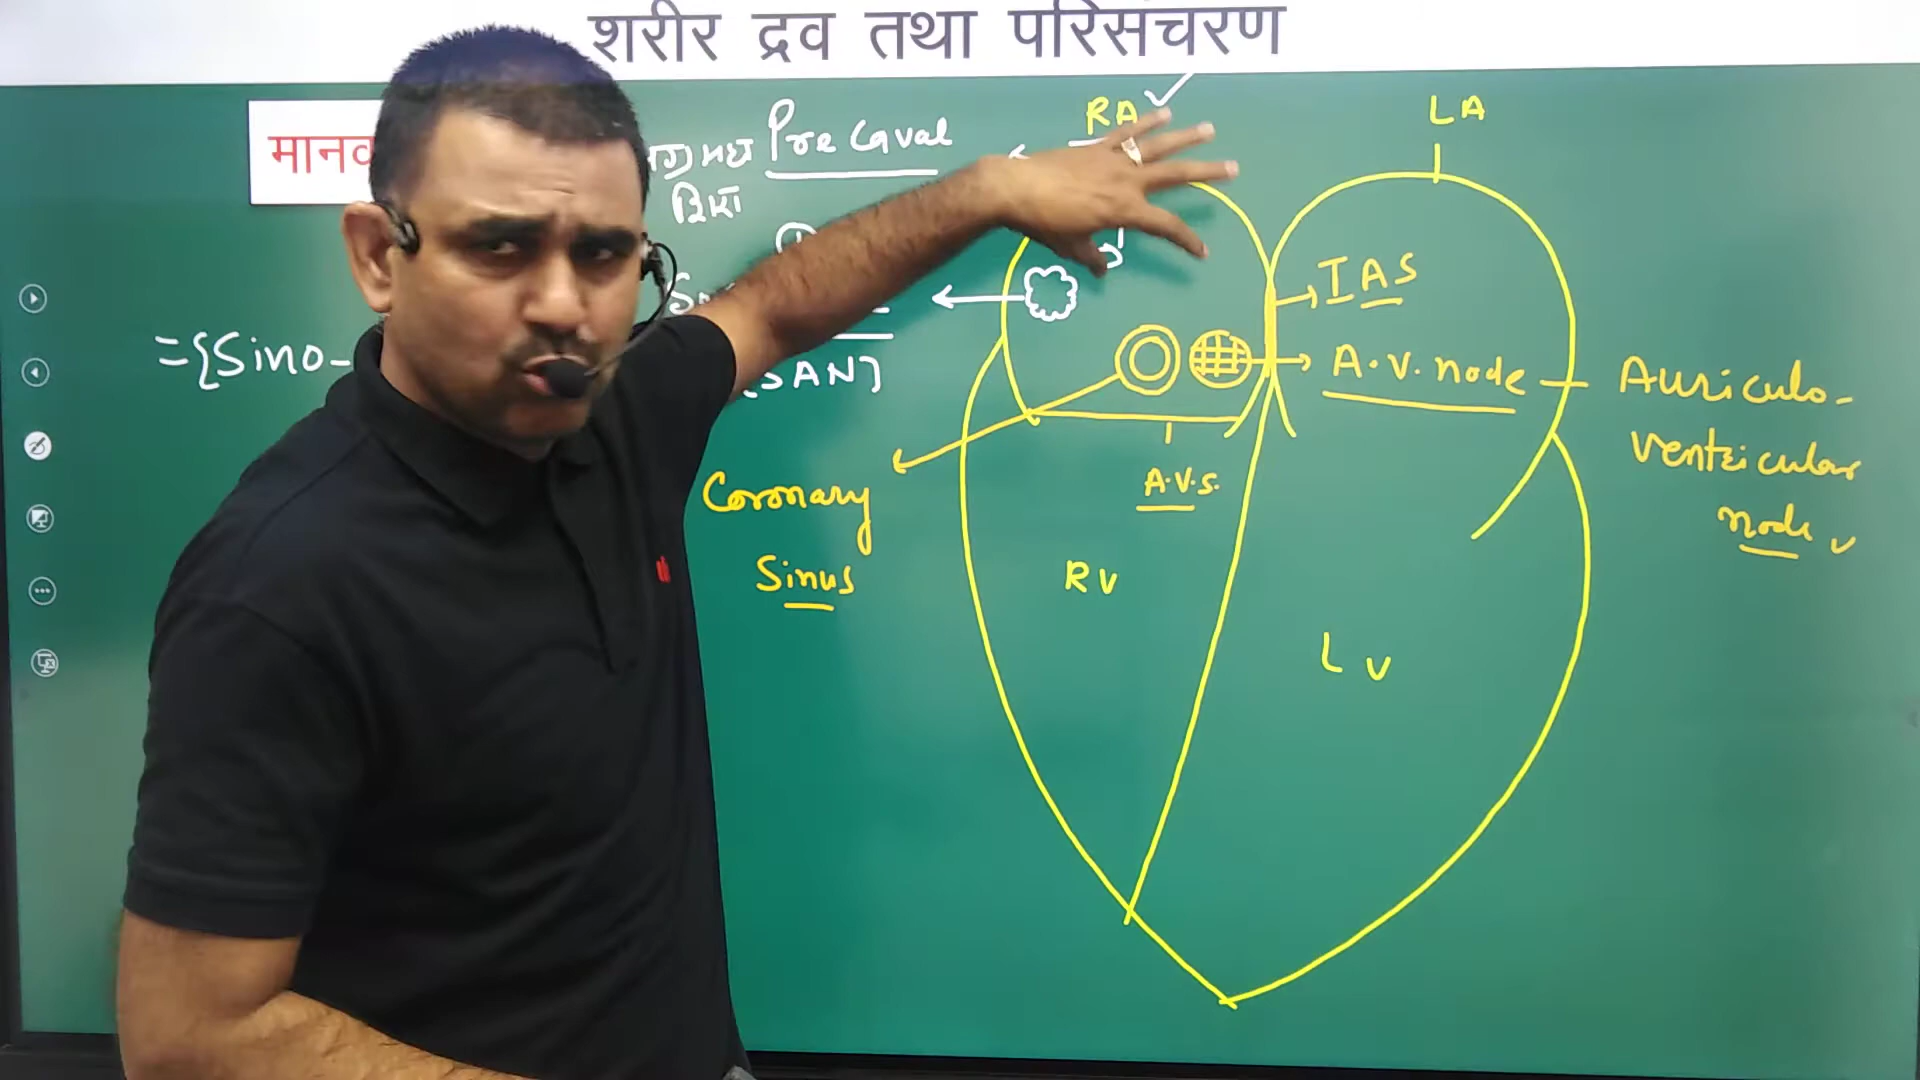 शरीर द्रव तथा परिसंचरण
मानव
Pre Caval
RA
LA
IAS
={Sino-
SAN]
A.V. node
Auriculo-
ventricular
node
Coronary
Sinus
A.V.S.
RV
LV